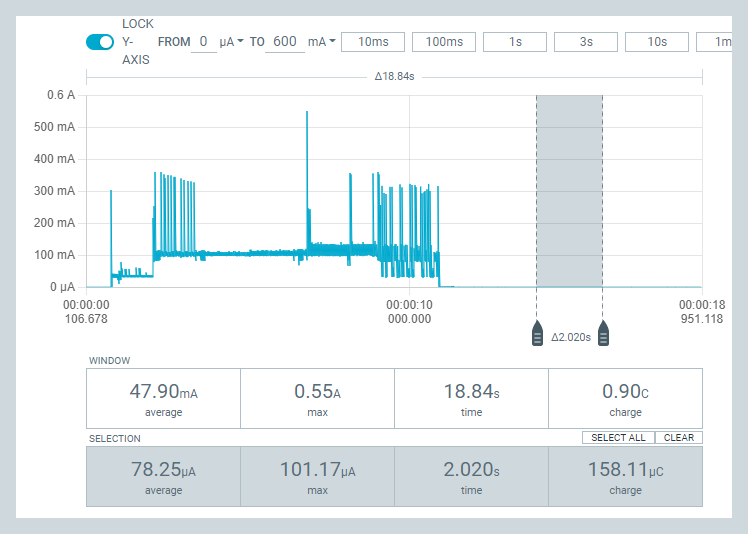 LOCK
Y-
AXIS
FROM 0 µA TO 600 mA 10ms 100ms 1s 3s 10s 1m
Δ18.84s
0.6 A
500 mA
400 mA
300 mA
200 mA
100 mA
0 µA
00:00:00 00:00:10 00:00:18
106.678 000.000 951.118
Δ2.020s
WINDOW
47.90mA 0.55A 18.84s 0.90C
average max time charge
SELECTION SELECT ALL CLEAR
78.25µA 101.17µA 2.020s 158.11µC
average max time charge